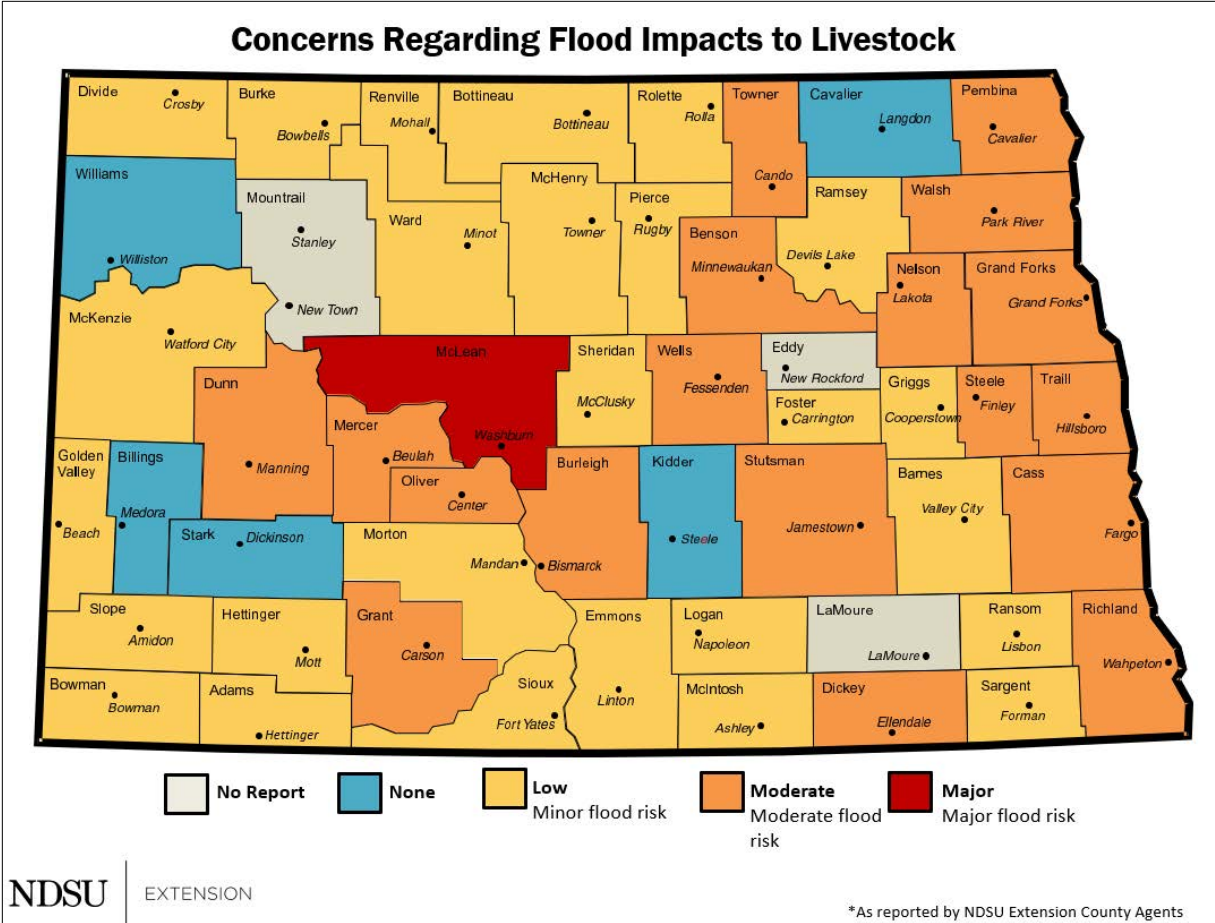 Concerns Regarding Flood Impacts to Livestock
Divide
Crosby
Burke
Bowbells
Renville
Mohall
Bottineau
Bottineau
Rolette
Rolla
Towner
Cando
Cavalier
Langdon
Pembina
Cavalier
Williams
Williston
Mountrail
Stanley
New Town
Ward
Minot
McHenry
Towner
Pierce
Rugby
Benson
Minnewaukan
Ramsey
Devils Lake
Walsh
Park River
Nelson
Lakota
Grand Forks
Grand Forks
McKenzie
Watford City
Dunn
Manning
McLean
Washburn
Mercer
Beulah
Oliver
Center
Sheridan
McClusky
Wells
Fessenden
Eddy
New Rockford
Foster
Carrington
Griggs
Cooperstown
Steele
Finley
Traill
Hillsboro
Golden
Valley
Beach
Billings
Medora
Stark
Dickinson
Morton
Mandan
Burleigh
Bismarck
Kidder
Steele
Stutsman
Jamestown
Barnes
Valley City
Cass
Fargo
Slope
Amidon
Hettinger
Mott
Grant
Carson
Emmons
Linton
Logan
Napoleon
LaMoure
LaMoure
Ransom
Lisbon
Richland
Wahpeton
Bowman
Bowman
Adams
Hettinger
Sioux
Fort Yates
McIntosh
Ashley
Dickey
Ellendale
Sargent
Forman
No Report
None
Low
Minor flood risk
Moderate
Moderate flood
risk
Major
Major flood risk
NDSU
EXTENSION
*As reported by NDSU Extension County Agents